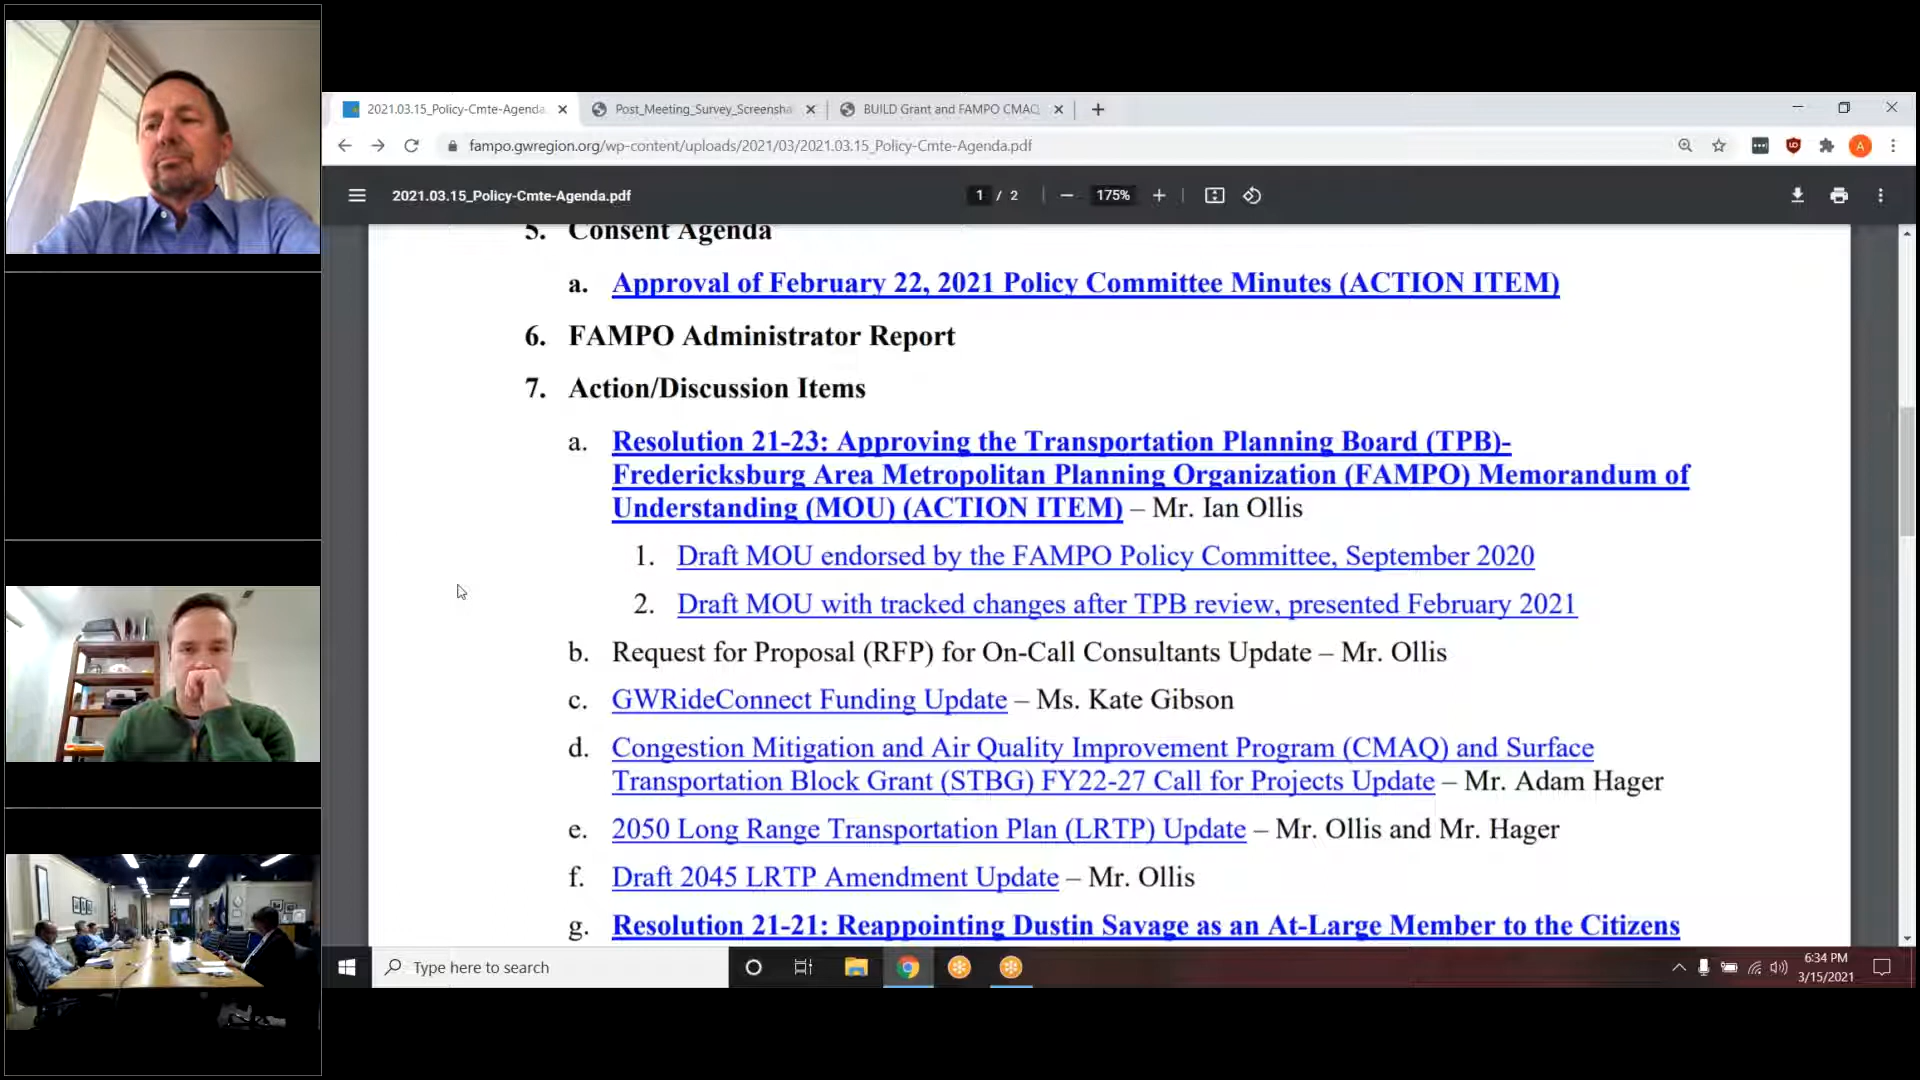 2021.03.15_Policy-Cmte-Agenda
Post_Meeting_Survey_Screensha
BUILD Grant and FAMPO CMAQ
fampo.gwregion.org/wp-content/uploads/2021/03/2021.03.15_Policy-Cmte-Agenda.pdf
A
2021.03.15_Policy-Cmte-Agenda.pdf
1 / 2
175%
5. Consent Agenda
a. Approval of February 22, 2021 Policy Committee Minutes (ACTION ITEM)
6. FAMPO Administrator Report
7. Action/Discussion Items
a. Resolution 21-23: Approving the Transportation Planning Board (TPB)-
Fredericksburg Area Metropolitan Planning Organization (FAMPO) Memorandum of
Understanding (MOU) (ACTION ITEM) – Mr. Ian Ollis
1. Draft MOU endorsed by the FAMPO Policy Committee, September 2020
2. Draft MOU with tracked changes after TPB review, presented February 2021
b. Request for Proposal (RFP) for On-Call Consultants Update – Mr. Ollis
c. GWRideConnect Funding Update – Ms. Kate Gibson
d. Congestion Mitigation and Air Quality Improvement Program (CMAQ) and Surface
Transportation Block Grant (STBG) FY22-27 Call for Projects Update – Mr. Adam Hager
e. 2050 Long Range Transportation Plan (LRTP) Update – Mr. Ollis and Mr. Hager
f. Draft 2045 LRTP Amendment Update – Mr. Ollis
g. Resolution 21-21: Reappointing Dustin Savage as an At-Large Member to the Citizens
Type here to search
6:34 PM
3/15/2021